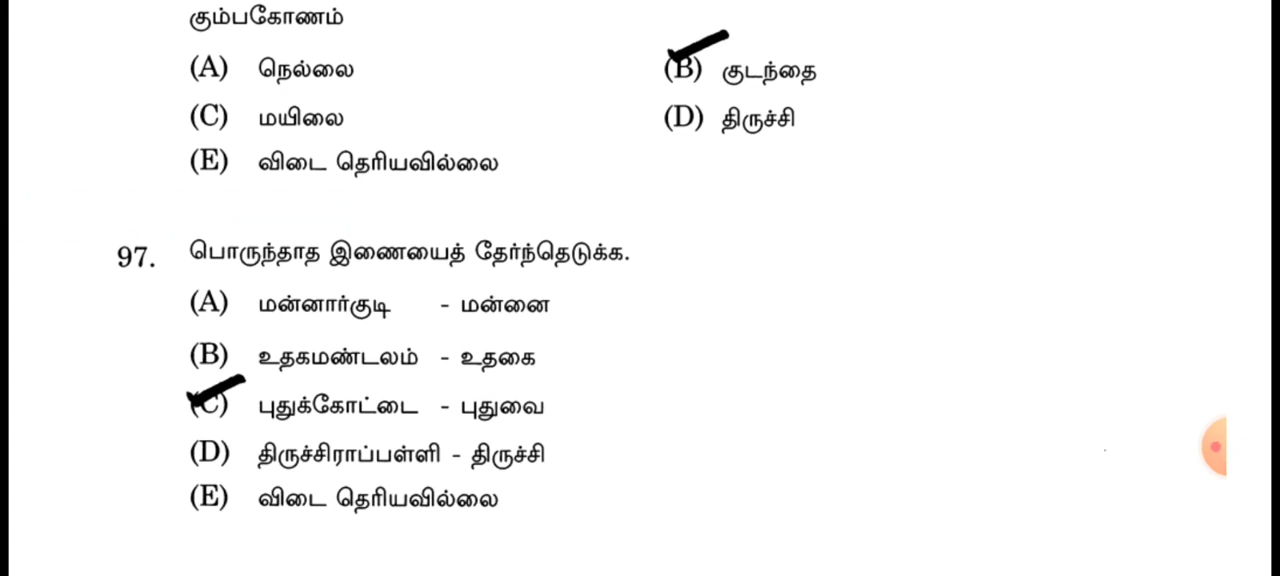 கும்பகோணம்
(A) நெல்லை (B) குடந்தை
(C) மயிலை (D) திருச்சி
(E) விடை தெரியவில்லை
97. பொருந்தாத இணையைத் தேர்ந்தெடுக்க.
(A) மன்னார்குடி - மன்னை
(B) உதகமண்டலம் - உதகை
(C) புதுக்கோட்டை - புதுவை
(D) திருச்சிராப்பள்ளி - திருச்சி
(E) விடை தெரியவில்லை